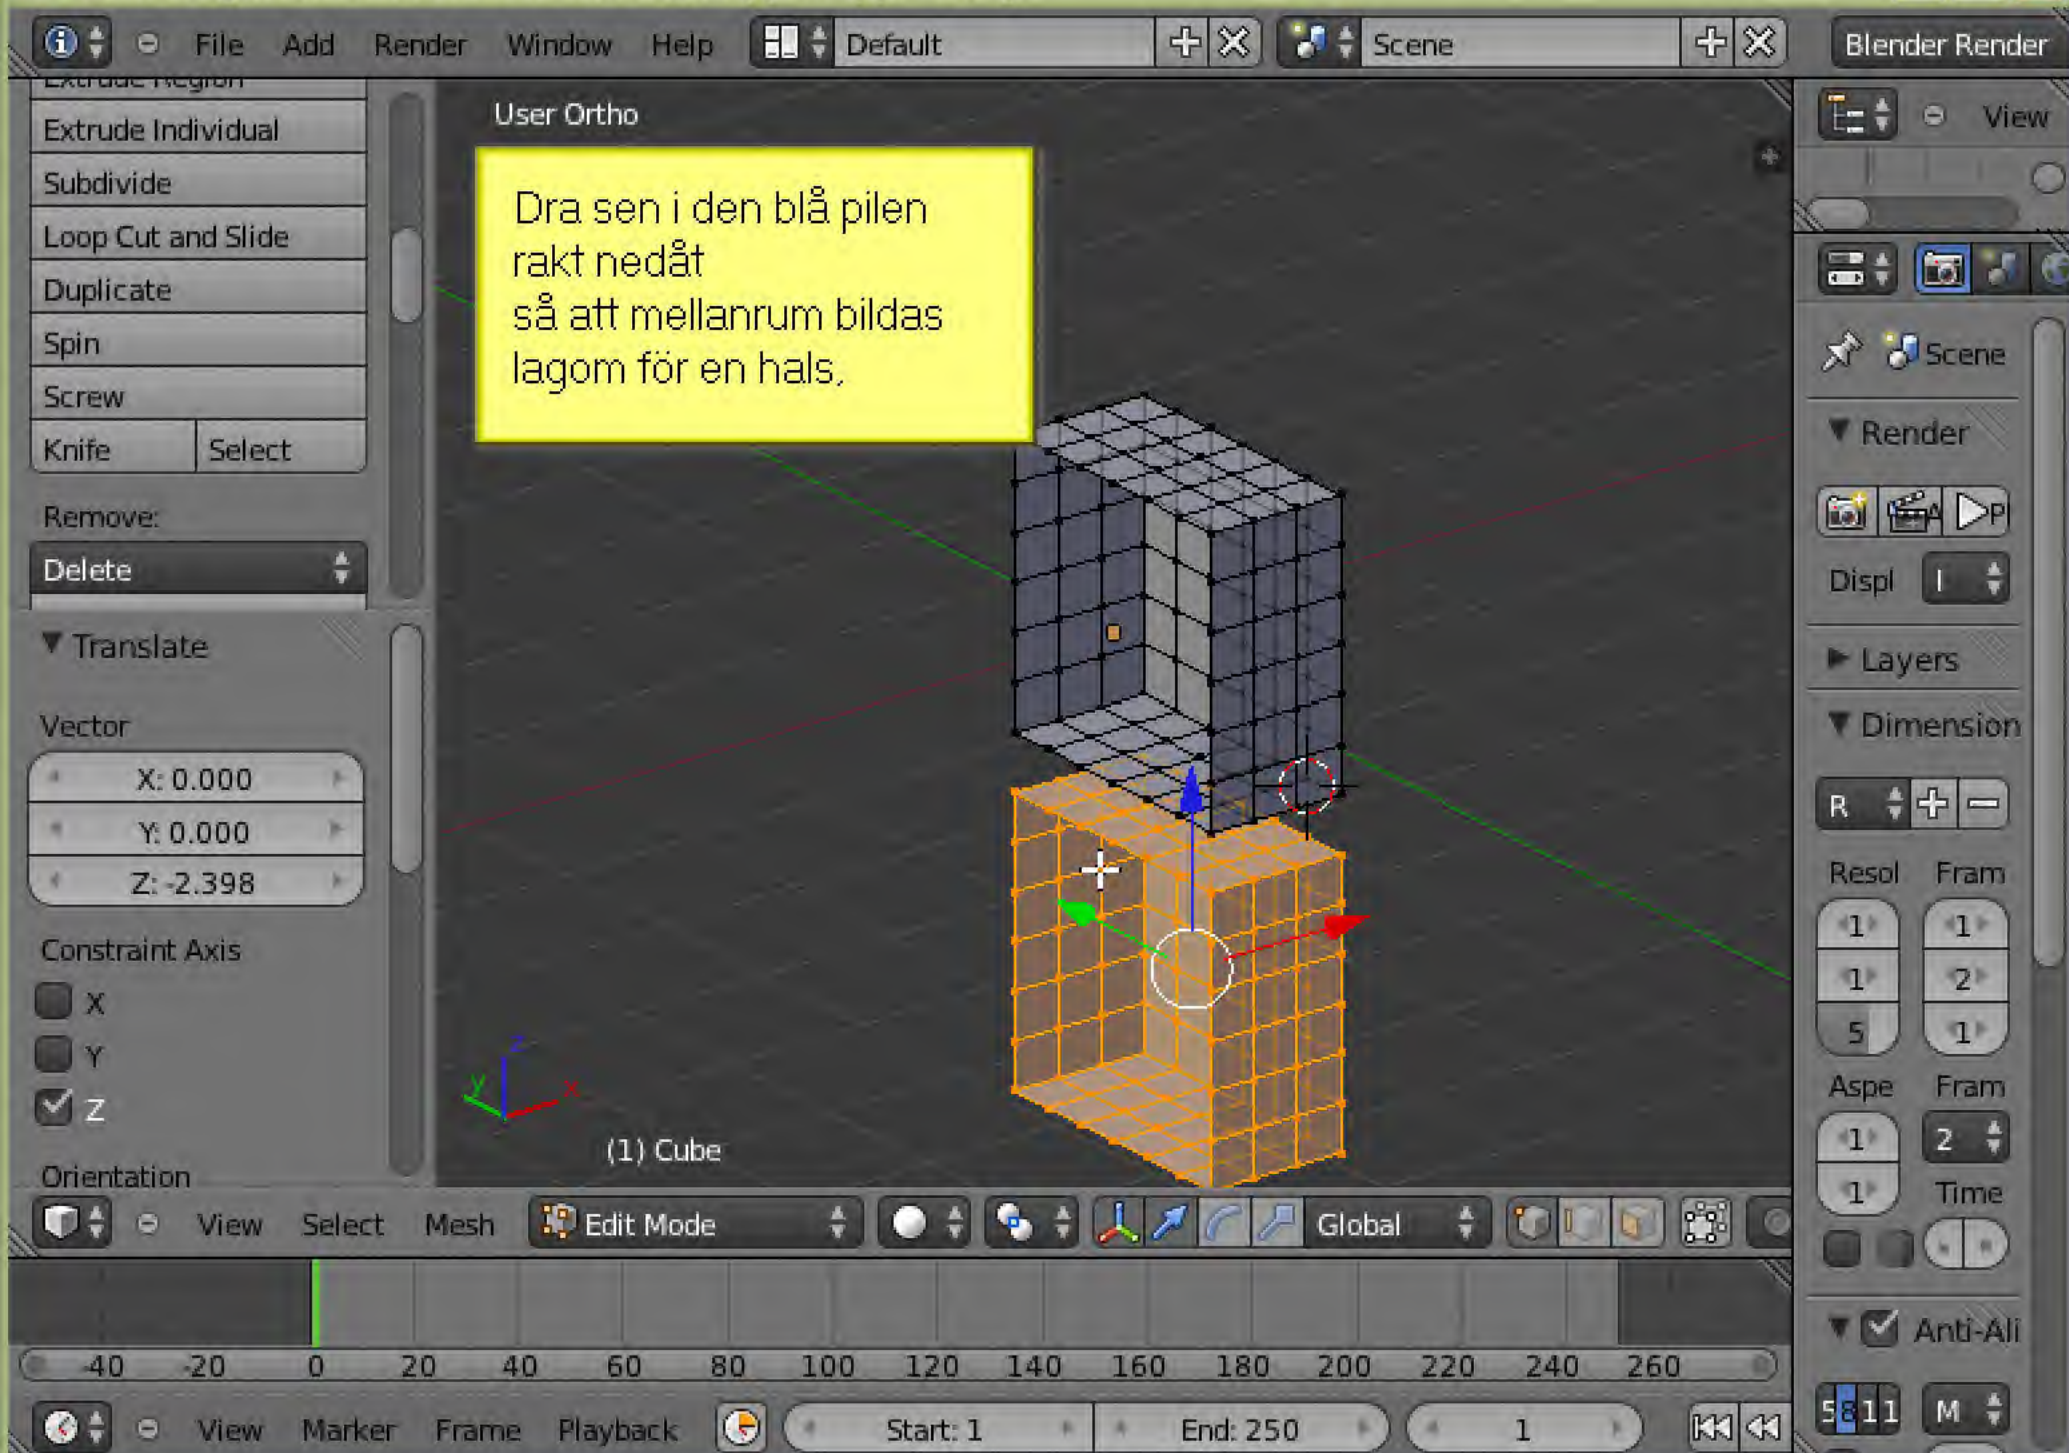 File Add Render Window Help Default Scene Blender Render
Extrude Region
Extrude Individual
Subdivide
Loop Cut and Slide
Duplicate
Spin
Screw
Knife Select
Remove:
Delete
Translate
Vector
X: 0.000
Y: 0.000
Z: -2.398
Constraint Axis
X
Y
Z
Orientation
User Ortho
Dra sen i den blå pilen
rakt nedåt
så att mellanrum bildas
lagom för en hals,
z
y x
(1) Cube
View Select Mesh Edit Mode Global
-40 -20 0 20 40 60 80 100 120 140 160 180 200 220 240 260
View Marker Frame Playback Start: 1 End: 250 1
View
Scene
Render
P
Displ I
Layers
Dimension
R
Resol Fram
1 1
1 2
5 1
Aspe Fram
1 2
1 Time
Anti-Ali
5 8 11 M